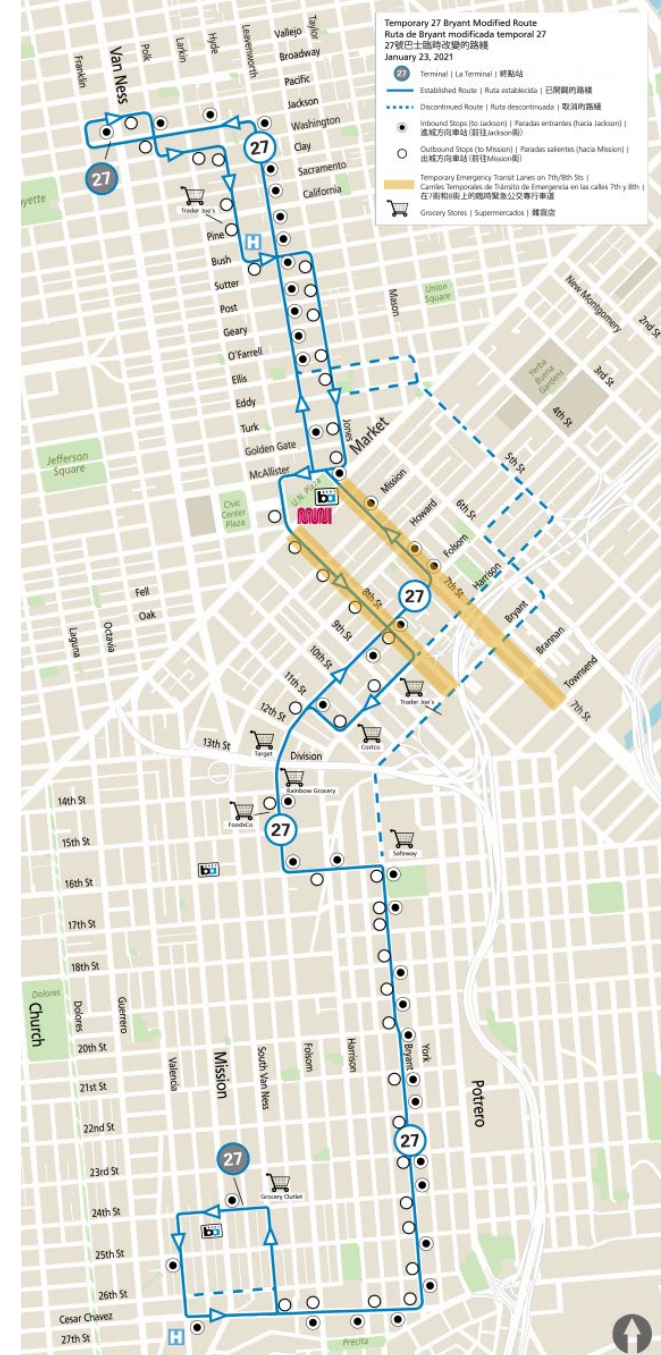 Temporary 27 Bryant Modified Route
Ruta de Bryant modificada temporal 27
27號巴士臨時改變的路綫
January 23, 2021
27
Terminal | La Terminal | 終點站
Established Route | Ruta establecida | 已開闢的路綫
Discontinued Route | Ruta descontinuada | 取消的路綫
Inbound Stops (to Jackson) | Paradas entrantes (hacia Jackson) |
進城方向車站 (前往Jackson街)
Outbound Stops (to Mission) | Paradas salientes (hacia Mission) |
出城方向車站 (前往Mission街)
Temporary Emergency Transit Lanes on 7th/8th Sts |
Carriles Temporales de Tránsito de Emergencia en las calles 7th y 8th |
在7街和8街上的臨時緊急公交專行車道
Grocery Stores | Supermercados | 雜貨店
Franklin
Van Ness
Polk
Larkin
Hyde
Leavenworth
Taylor
Vallejo
Broadway
Pacific
Jackson
Washington
Clay
Sacramento
California
27
27
Trader Joe's
H
Pine
Bush
Sutter
Post
Geary
O'Farrell
Ellis
Eddy
Turk
Golden Gate
McAllister
Mason
Union
Square
New Montgomery
2nd St
3rd St
4th St
5th St
6th St
Yerba
Buena
Gardens
Jones
Market
Jefferson
Square
Civic
Center
Plaza
U.N. Plaza
ba
MUNI
Mission
Howard
Folsom
Harrison
Bryant
Brannan
Townsend
7th St
7th St
8th St
9th St
10th St
11th St
12th St
13th St
27
Fell
Oak
Laguna
Octavia
Trader Joe's
Costco
Target
Division
Rainbow Grocery
FoodsCo
27
Safeway
14th St
15th St
16th St
17th St
18th St
20th St
21st St
22nd St
23rd St
24th St
25th St
26th St
Cesar Chavez
27th St
ba
Dolores
Church
Dolores
Guerrero
Valencia
Mission
South Van Ness
Folsom
Harrison
Bryant
York
Potrero
27
27
Grocery Outlet
ba
H
Precita